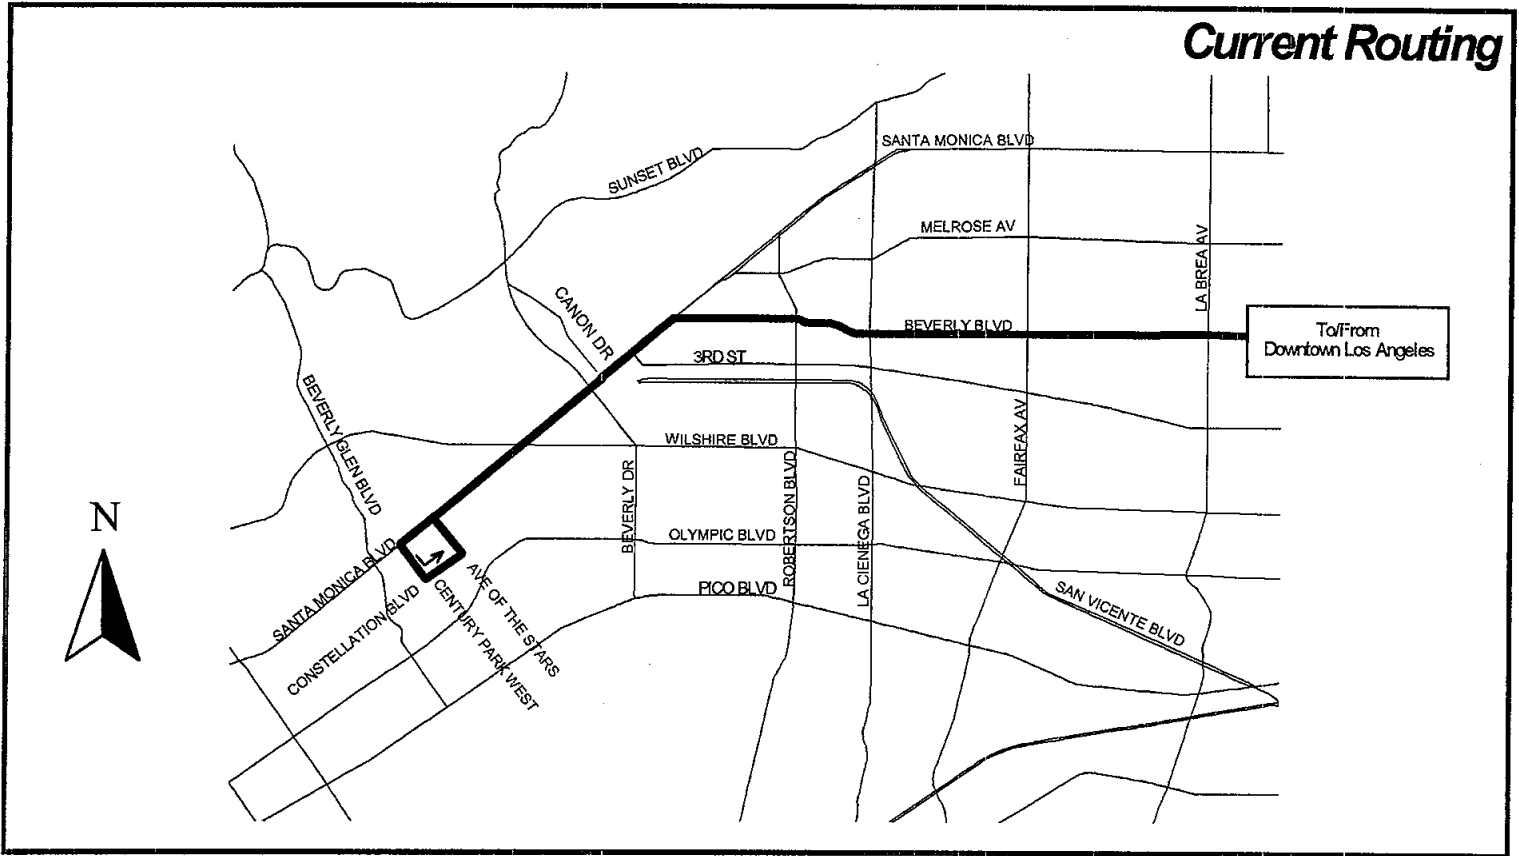 Current Routing
SANTA MONICA BLVD
SUNSET BLVD
MELROSE AV
LA BREA AV
CANON DR
BEVERLY BLVD
To/From
Downtown Los Angeles
3RD ST
BEVERLY GLEN BLVD
FAIRFAX AV
WILSHIRE BLVD
BEVERLY DR
ROBERTSON BLVD
LA CIENEGA BLVD
N
OLYMPIC BLVD
SANTA MONICA BLVD
AVE OF THE STARS
PICO BLVD
CONSTELLATION BLVD
CENTURY PARK WEST
SAN VICENTE BLVD